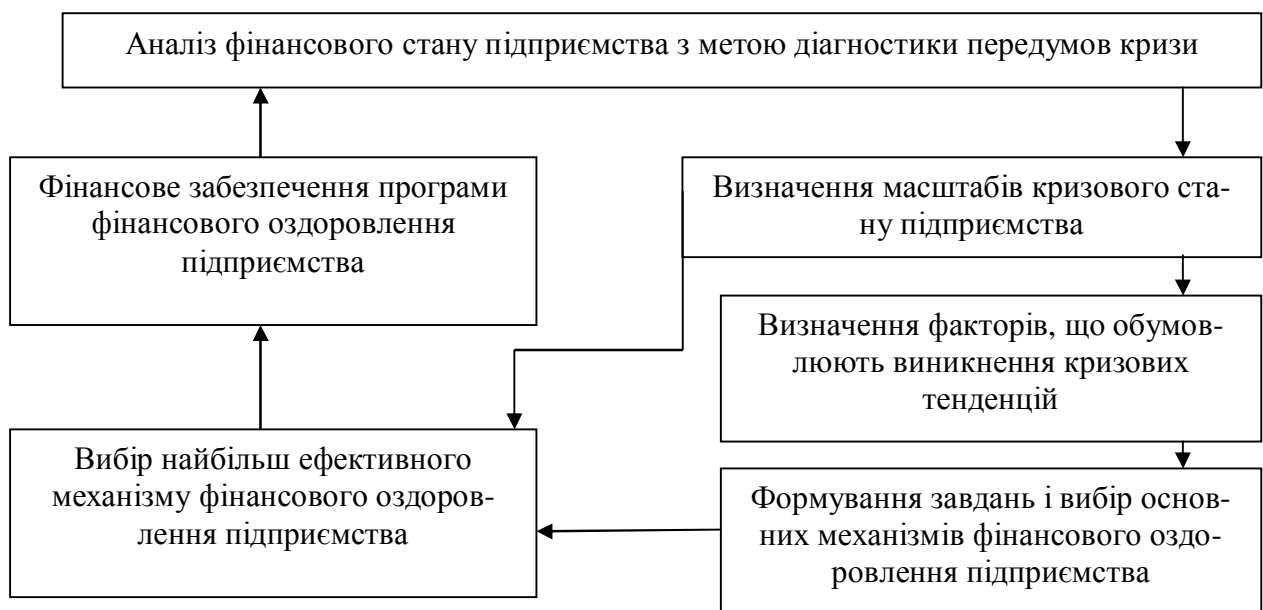 Аналіз фінансового стану підприємства з метою діагностики передумов кризи
Фінансове забезпечення програми
фінансового оздоровлення
підприємства
Визначення масштабів кризового ста-
ну підприємства
Визначення факторів, що обумов-
люють виникнення кризових
тенденцій
Вибір найбільш ефективного
механізму фінансового оздоров-
лення підприємства
Формування завдань і вибір основ-
них механізмів фінансового оздо-
ровлення підприємства